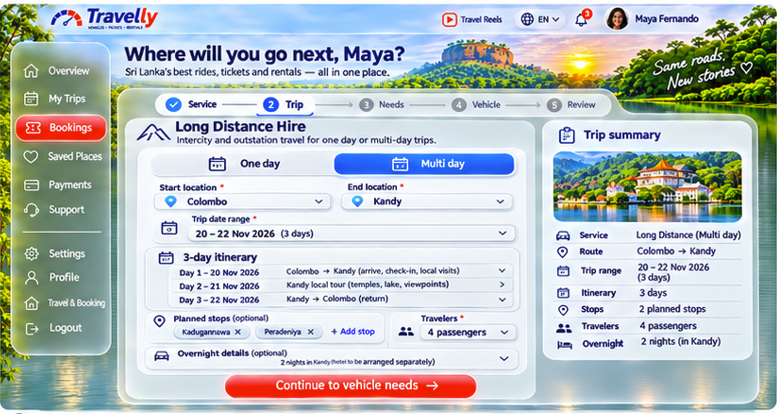 Travelly
VEHICLES • TICKETS • RENTALS
Travel Reels
EN
3
Maya Fernando
Where will you go next, Maya?
Sri Lanka's best rides, tickets and rentals — all in one place.
Same roads.
New stories ♡
Overview
My Trips
Bookings
Saved Places
Payments
Support
Settings
Profile
Travel & Booking
Logout
Service
2 Trip
3 Needs
4 Vehicle
5 Review
Long Distance Hire
Intercity and outstation travel for one day or multi-day trips.
One day
Multi day
Start location *
Colombo
End location *
Kandy
Trip date range *
20 – 22 Nov 2026 (3 days)
3-day itinerary
Day 1 – 20 Nov 2026 Colombo → Kandy (arrive, check-in, local visits)
Day 2 – 21 Nov 2026 Kandy local tour (temples, lake, viewpoints)
Day 3 – 22 Nov 2026 Kandy → Colombo (return)
Planned stops (optional)
Kadugannawa × Peradeniya × + Add stop
Travelers *
4 passengers
Overnight details (optional)
2 nights in Kandy (hotel to be arranged separately)
Continue to vehicle needs →
Trip summary
Service Long Distance (Multi day)
Route Colombo → Kandy
Trip range 20 – 22 Nov 2026
(3 days)
Itinerary 3 days
Stops 2 planned stops
Travelers 4 passengers
Overnight 2 nights (in Kandy)